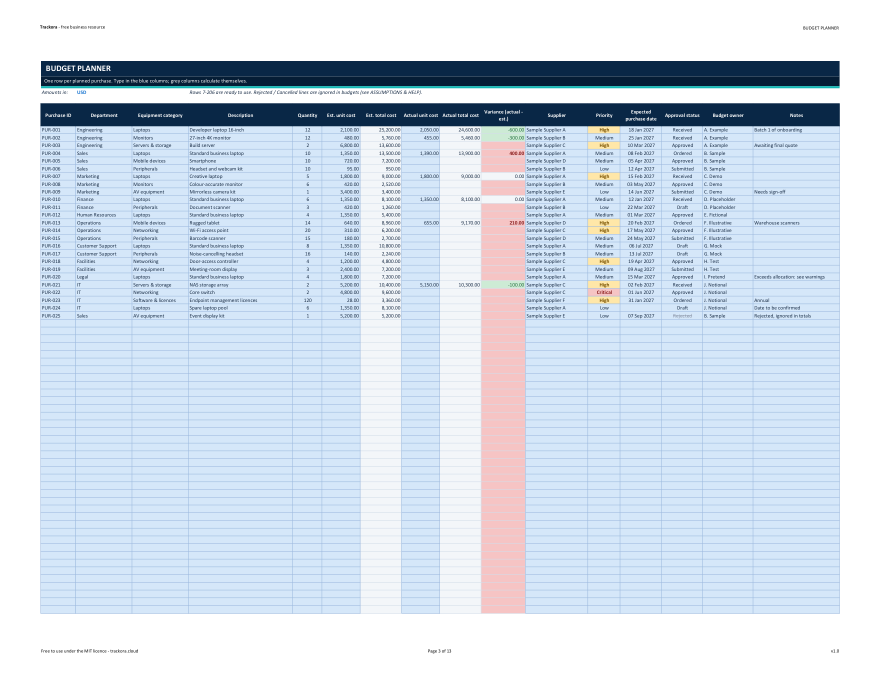 Trackora - Free business resource BUDGET PLANNER
BUDGET PLANNER
One row per planned purchase. Type in the blue columns; grey columns calculate themselves.
Amounts in: USD Rows 7-206 are ready to use. Rejected / Cancelled lines are ignored in budgets (see ASSUMPTIONS & HELP).
Purchase ID Department Equipment category Description Quantity Est. unit cost Est. total cost Actual unit cost Actual total cost Variance (actual - est.) Supplier Priority Expected purchase date Approval status Budget owner Notes
PUR-001 Engineering Laptops Developer laptop 16-inch 12 2,100.00 25,200.00 2,050.00 24,600.00 -600.00 Sample Supplier A High 18 Jan 2027 Received A. Example Batch 1 of onboarding
PUR-002 Engineering Monitors 27-inch 4K monitor 12 480.00 5,760.00 455.00 5,460.00 -300.00 Sample Supplier B Medium 25 Jan 2027 Received A. Example
PUR-003 Engineering Servers & storage Build server 2 6,800.00 13,600.00 Sample Supplier C High 10 Mar 2027 Approved A. Example Awaiting final quote
PUR-004 Sales Laptops Standard business laptop 10 1,350.00 13,500.00 1,390.00 13,900.00 400.00 Sample Supplier A Medium 08 Feb 2027 Ordered B. Sample
PUR-005 Sales Mobile devices Smartphone 10 720.00 7,200.00 Sample Supplier D Medium 05 Apr 2027 Approved B. Sample
PUR-006 Sales Peripherals Headset and webcam kit 10 95.00 950.00 Sample Supplier B Low 12 Apr 2027 Submitted B. Sample
PUR-007 Marketing Laptops Creative laptop 5 1,800.00 9,000.00 1,800.00 9,000.00 0.00 Sample Supplier A High 15 Feb 2027 Received C. Demo
PUR-008 Marketing Monitors Colour-accurate monitor 6 420.00 2,520.00 Sample Supplier B Medium 03 May 2027 Approved C. Demo
PUR-009 Marketing AV equipment Mirrorless camera kit 1 3,400.00 3,400.00 Sample Supplier E Low 14 Jun 2027 Submitted C. Demo Needs sign-off
PUR-010 Finance Laptops Standard business laptop 6 1,350.00 8,100.00 1,350.00 8,100.00 0.00 Sample Supplier A Medium 12 Jan 2027 Received D. Placeholder
PUR-011 Finance Peripherals Document scanner 3 420.00 1,260.00 Sample Supplier B Low 22 Mar 2027 Draft D. Placeholder
PUR-012 Human Resources Laptops Standard business laptop 4 1,350.00 5,400.00 Sample Supplier A Medium 01 Mar 2027 Approved E. Fictional
PUR-013 Operations Mobile devices Rugged tablet 14 640.00 8,960.00 655.00 9,170.00 210.00 Sample Supplier D High 20 Feb 2027 Ordered F. Illustrative Warehouse scanners
PUR-014 Operations Networking Wi-Fi access point 20 310.00 6,200.00 Sample Supplier C High 17 May 2027 Approved F. Illustrative
PUR-015 Operations Peripherals Barcode scanner 15 180.00 2,700.00 Sample Supplier B Medium 24 May 2027 Submitted F. Illustrative
PUR-016 Customer Support Laptops Standard business laptop 8 1,350.00 10,800.00 Sample Supplier A Medium 06 Jul 2027 Draft G. Mock
PUR-017 Customer Support Peripherals Noise-cancelling headset 16 140.00 2,240.00 Sample Supplier B Medium 13 Jul 2027 Draft G. Mock
PUR-018 Facilities Networking Door-access controller 4 1,200.00 4,800.00 Sample Supplier C High 19 Apr 2027 Approved H. Test
PUR-019 Facilities AV equipment Meeting-room display 3 2,400.00 7,200.00 Sample Supplier E Medium 09 Aug 2027 Submitted H. Test
PUR-020 Legal Laptops Standard business laptop 4 1,800.00 7,200.00 Sample Supplier A Medium 15 Mar 2027 Approved I. Pretend Exceeds allocation: see warnings
PUR-021 IT Servers & storage NAS storage array 2 5,200.00 10,400.00 5,150.00 10,300.00 -100.00 Sample Supplier C High 02 Feb 2027 Received J. Notional
PUR-022 IT Networking Core switch 2 4,800.00 9,600.00 Sample Supplier C Critical 01 Jun 2027 Approved J. Notional
PUR-023 IT Software & licences Endpoint management licences 120 28.00 3,360.00 Sample Supplier F High 31 Jan 2027 Ordered J. Notional Annual
PUR-024 IT Laptops Spare laptop pool 6 1,350.00 8,100.00 Sample Supplier A Low Draft J. Notional Date to be confirmed
PUR-025 Sales AV equipment Event display kit 1 5,200.00 5,200.00 Sample Supplier E Low 07 Sep 2027 Rejected B. Sample Rejected, ignored in totals
Free to use under the MIT licence - trackora.cloud Page 3 of 13 v1.0